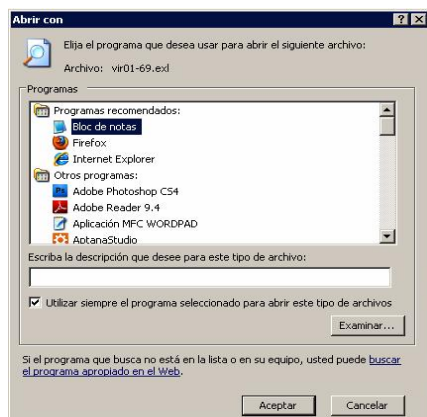 Abrir con
Elija el programa que desea usar para abrir el siguiente archivo:
Archivo: vir01-69.exl
Programas
Programas recomendados:
Bloc de notas
Firefox
Internet Explorer
Otros programas:
Adobe Photoshop CS4
Adobe Reader 9.4
Aplicación MFC WORDPAD
AptanaStudio
Escriba la descripción que desee para este tipo de archivo:
Utilizar siempre el programa seleccionado para abrir este tipo de archivos
Examinar...
Si el programa que busca no está en la lista o en su equipo, usted puede buscar
el programa apropiado en el Web.
Aceptar Cancelar